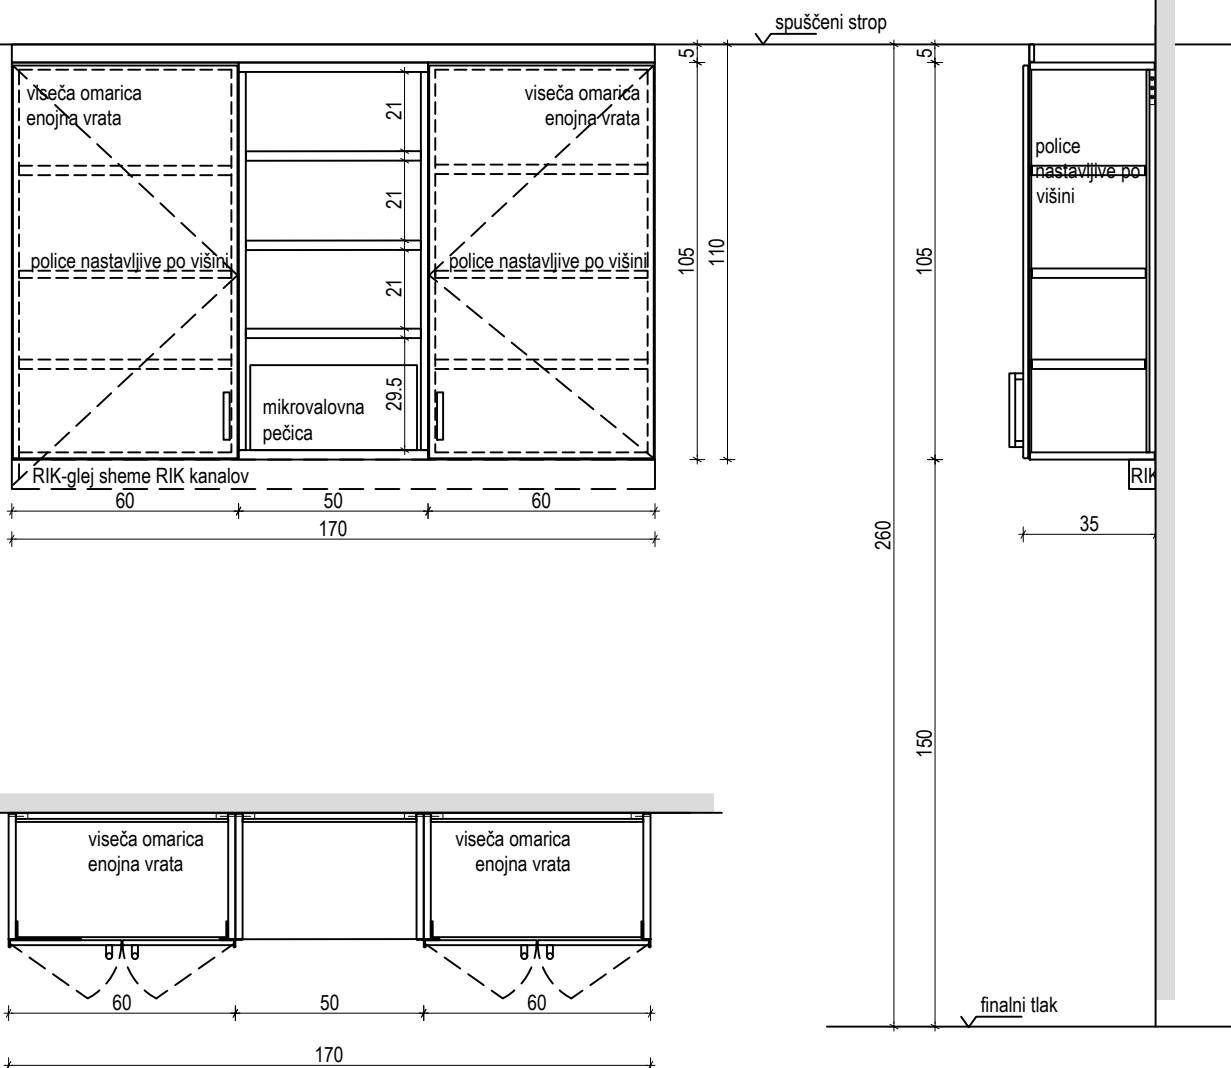 spuščeni strop
5
5
viseča omarica
enojna vrata
viseča omarica
enojna vrata
21
police
nastavljive po
višini
21
police nastavljive po višini
police nastavljive po višini
21
105
110
105
29.5
mikrovalovna
pečica
RIK-glej sheme RIK kanalov
RIK
60
50
60
170
260
35
150
viseča omarica
enojna vrata
viseča omarica
enojna vrata
60
50
60
finalni tlak
170